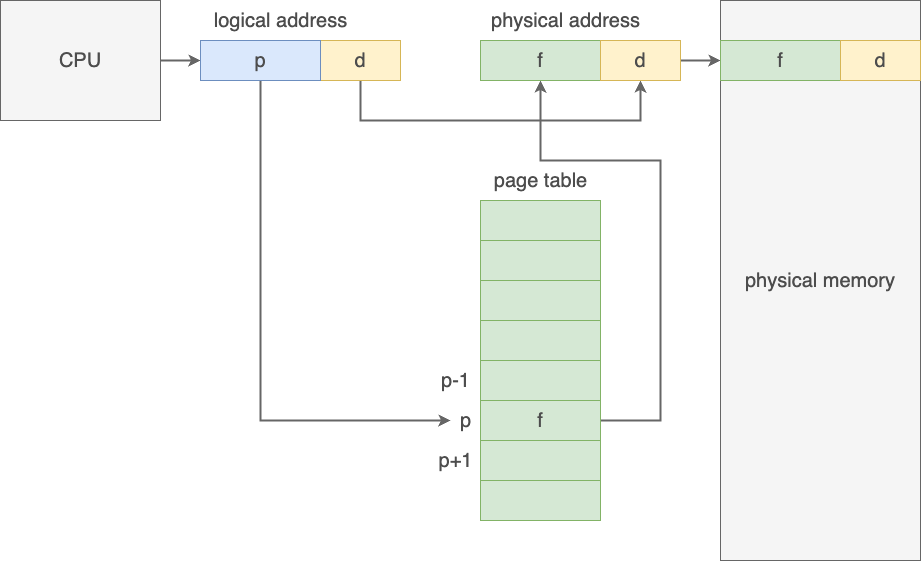 logical address
physical address
CPU
p
d
f
d
f
d
page table
physical memory
p-1
p
f
p+1